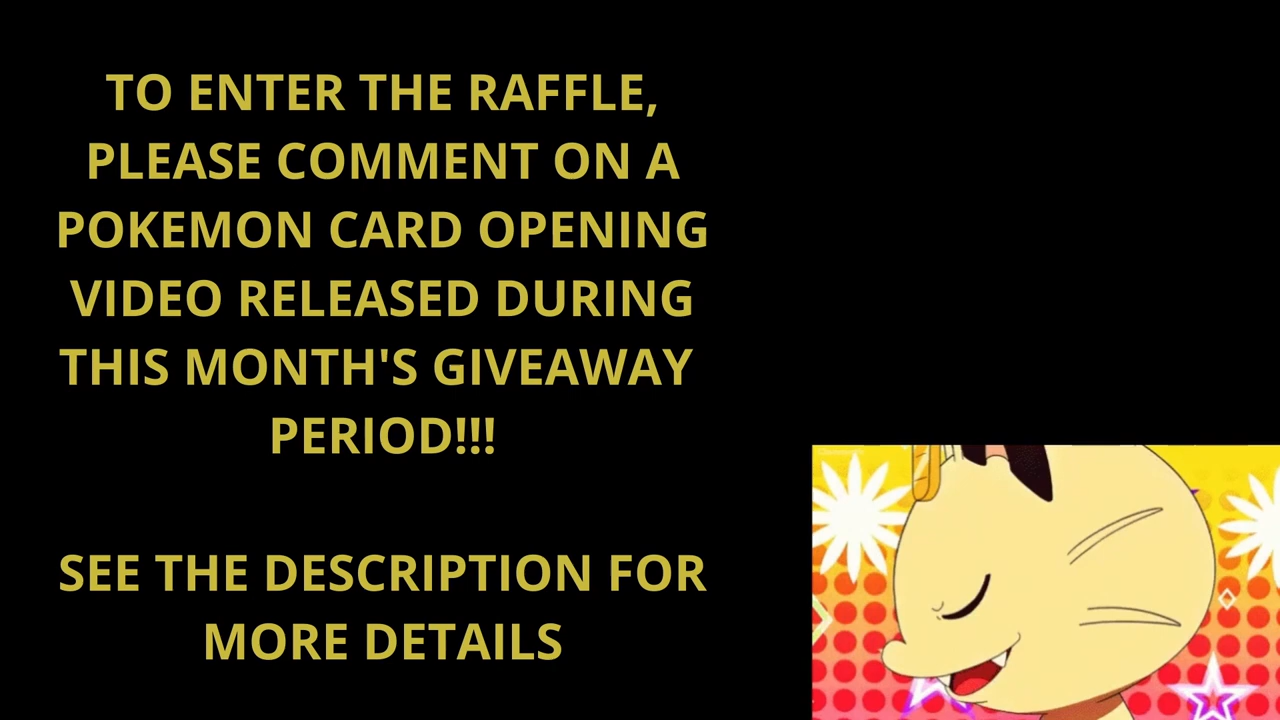 TO ENTER THE RAFFLE,
PLEASE COMMENT ON A
POKEMON CARD OPENING
VIDEO RELEASED DURING
THIS MONTH'S GIVEAWAY
PERIOD!!!
SEE THE DESCRIPTION FOR
MORE DETAILS